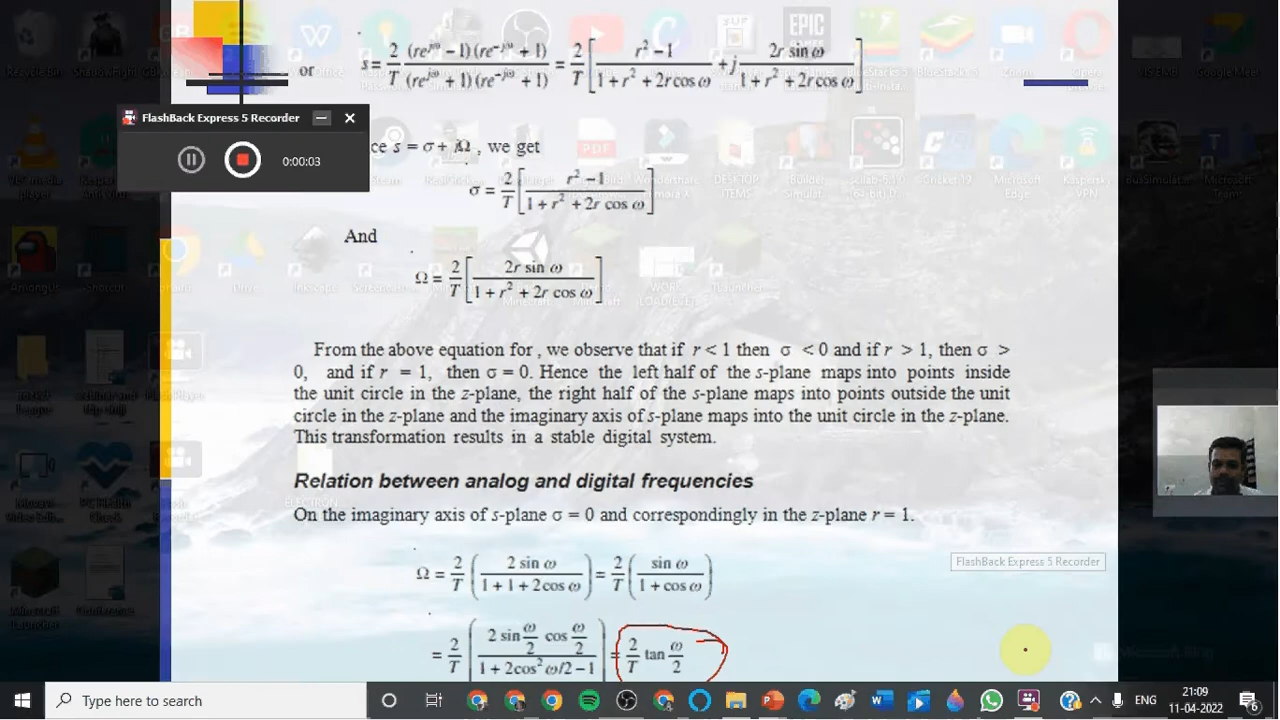 or s = 2/T (re^{jω} − 1)(re^{−jω} + 1) / (re^{jω} + 1)(re^{−jω} + 1) = 2/T [ r² − 1 / 1 + r² + 2r cos ω + j 2r sin ω / 1 + r² + 2r cos ω ]
FlashBack Express 5 Recorder
0:00:03
ce s = σ + jΩ , we get
σ = 2/T [ r² − 1 / 1 + r² + 2r cos ω ]
And
Ω = 2/T [ 2r sin ω / 1 + r² + 2r cos ω ]
From the above equation for , we observe that if r < 1 then σ < 0 and if r > 1, then σ >
0, and if r = 1, then σ = 0. Hence the left half of the s-plane maps into points inside
the unit circle in the z-plane, the right half of the s-plane maps into points outside the unit
circle in the z-plane and the imaginary axis of s-plane maps into the unit circle in the z-plane.
This transformation results in a stable digital system.
Relation between analog and digital frequencies
On the imaginary axis of s-plane σ = 0 and correspondingly in the z-plane r = 1.
FlashBack Express 5 Recorder
Ω = 2/T ( 2 sin ω / 1 + 1 + 2 cos ω ) = 2/T ( sin ω / 1 + cos ω )
= 2/T ( 2 sin ω/2 cos ω/2 / 1 + 2cos² ω/2 − 1 ) = 2/T tan ω/2
Type here to search
ENG
21:09
11-04-2022
6